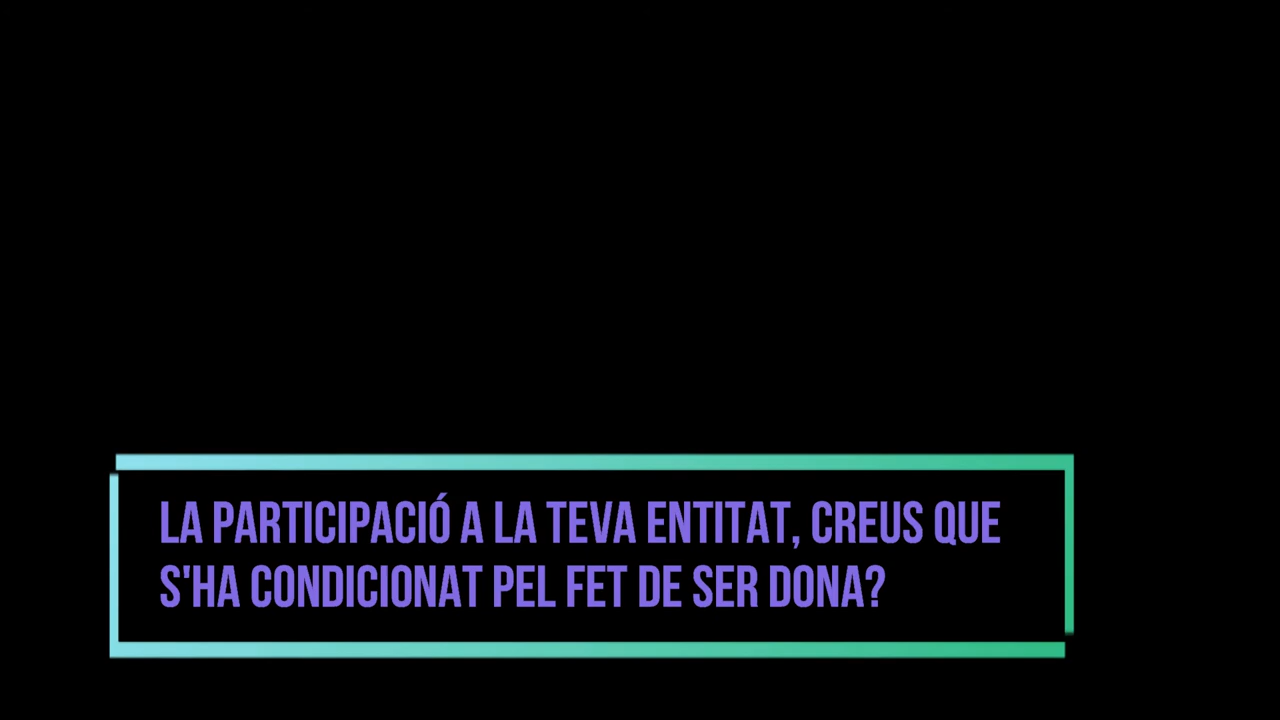 LA PARTICIPACIÓ A LA TEVA ENTITAT, CREUS QUE
S'HA CONDICIONAT PEL FET DE SER DONA?